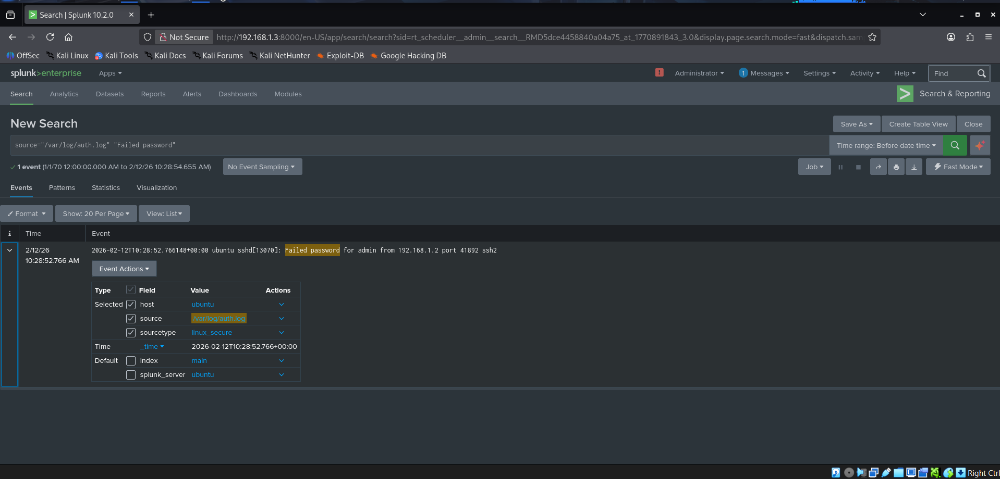 Search | Splunk 10.2.0
Not Secure http://192.168.1.3:8000/en-US/app/search/search?sid=rt_scheduler__admin__search__RMD5dce4458840a04a75_at_1770891843_3.0&display.page.search.mode=fast&dispatch.sam
OffSec Kali Linux Kali Tools Kali Docs Kali Forums Kali NetHunter Exploit-DB Google Hacking DB
splunk>enterprise Apps Administrator 1 Messages Settings Activity Help Find
Search Analytics Datasets Reports Alerts Dashboards Modules Search & Reporting
New Search Save As Create Table View Close
source="/var/log/auth.log" "Failed password" Time range: Before date time
1 event (1/1/70 12:00:00.000 AM to 2/12/26 10:28:54.655 AM) No Event Sampling Job Fast Mode
Events Patterns Statistics Visualization
Format Show: 20 Per Page View: List
i Time Event
2/12/26 2026-02-12T10:28:52.766148+00:00 ubuntu sshd[13070]: Failed password for admin from 192.168.1.2 port 41892 ssh2
10:28:52.766 AM
Event Actions
Type Field Value Actions
Selected host ubuntu
source /var/log/auth.log
sourcetype linux_secure
Time _time 2026-02-12T10:28:52.766+00:00
Default index main
splunk_server ubuntu
Right Ctrl